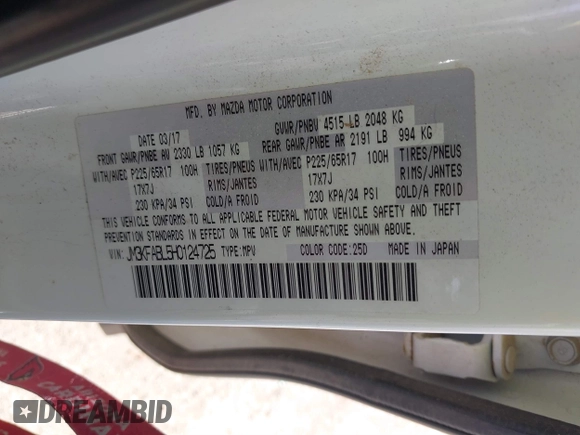 MFD. BY MAZDA MOTOR CORPORATION
DATE 03/17 GVWR/PNBV 4515 LB 2048 KG
FRONT GAWR/PNBE AV 2330 LB 1057 KG REAR GAWR/PNBE AR 2191 LB 994 KG
WITH/AVEC P225/65R17 100H TIRES/PNEUS WITH/AVEC P225/65R17 100H TIRES/PNEUS
17X7J RIMS/JANTES 17X7J RIMS/JANTES
230 KPA/34 PSI COLD/A FROID 230 KPA/34 PSI COLD/A FROID
THIS VEHICLE CONFORMS TO ALL APPLICABLE FEDERAL MOTOR VEHICLE SAFETY AND THEFT
PREVENTION STANDARDS IN EFFECT ON THE DATE OF MANUFACTURE SHOWN ABOVE.
JM3KFABL5H0124725 TYPE:MPV COLOR CODE:25D MADE IN JAPAN
DREAMBID